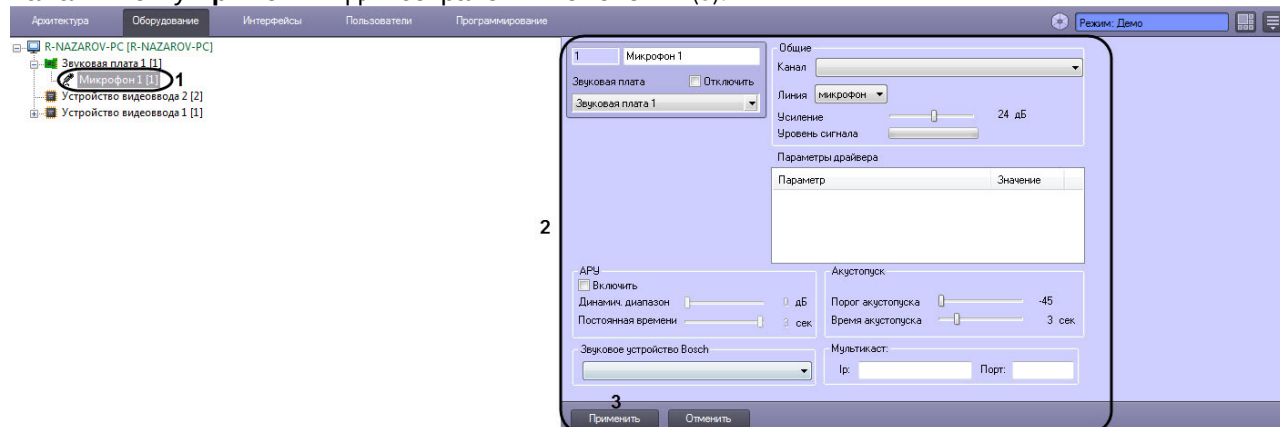 Архитектура Оборудование Интерфейсы Пользователи Программирование Режим: Демо
R-NAZAROV-PC [R-NAZAROV-PC]
Звуковая плата 1 [1]
Микрофон 1 [1] 1
Устройство видеоввода 2 [2]
Устройство видеоввода 1 [1]
2
1 Микрофон 1
Звуковая плата Отключить
Звуковая плата 1
Общие
Канал
Линия микрофон
Усиление 24 дБ
Уровень сигнала
Параметры драйвера
Параметр Значение
АРУ
Включить
Динамич. диапазон 0 дБ
Постоянная времени 3 сек
Акустопуск
Порог акустопуска -45
Время акустопуска 3 сек
Звуковое устройство Bosch
Мультикаст:
Ip: Порт:
3
Применить Отменить